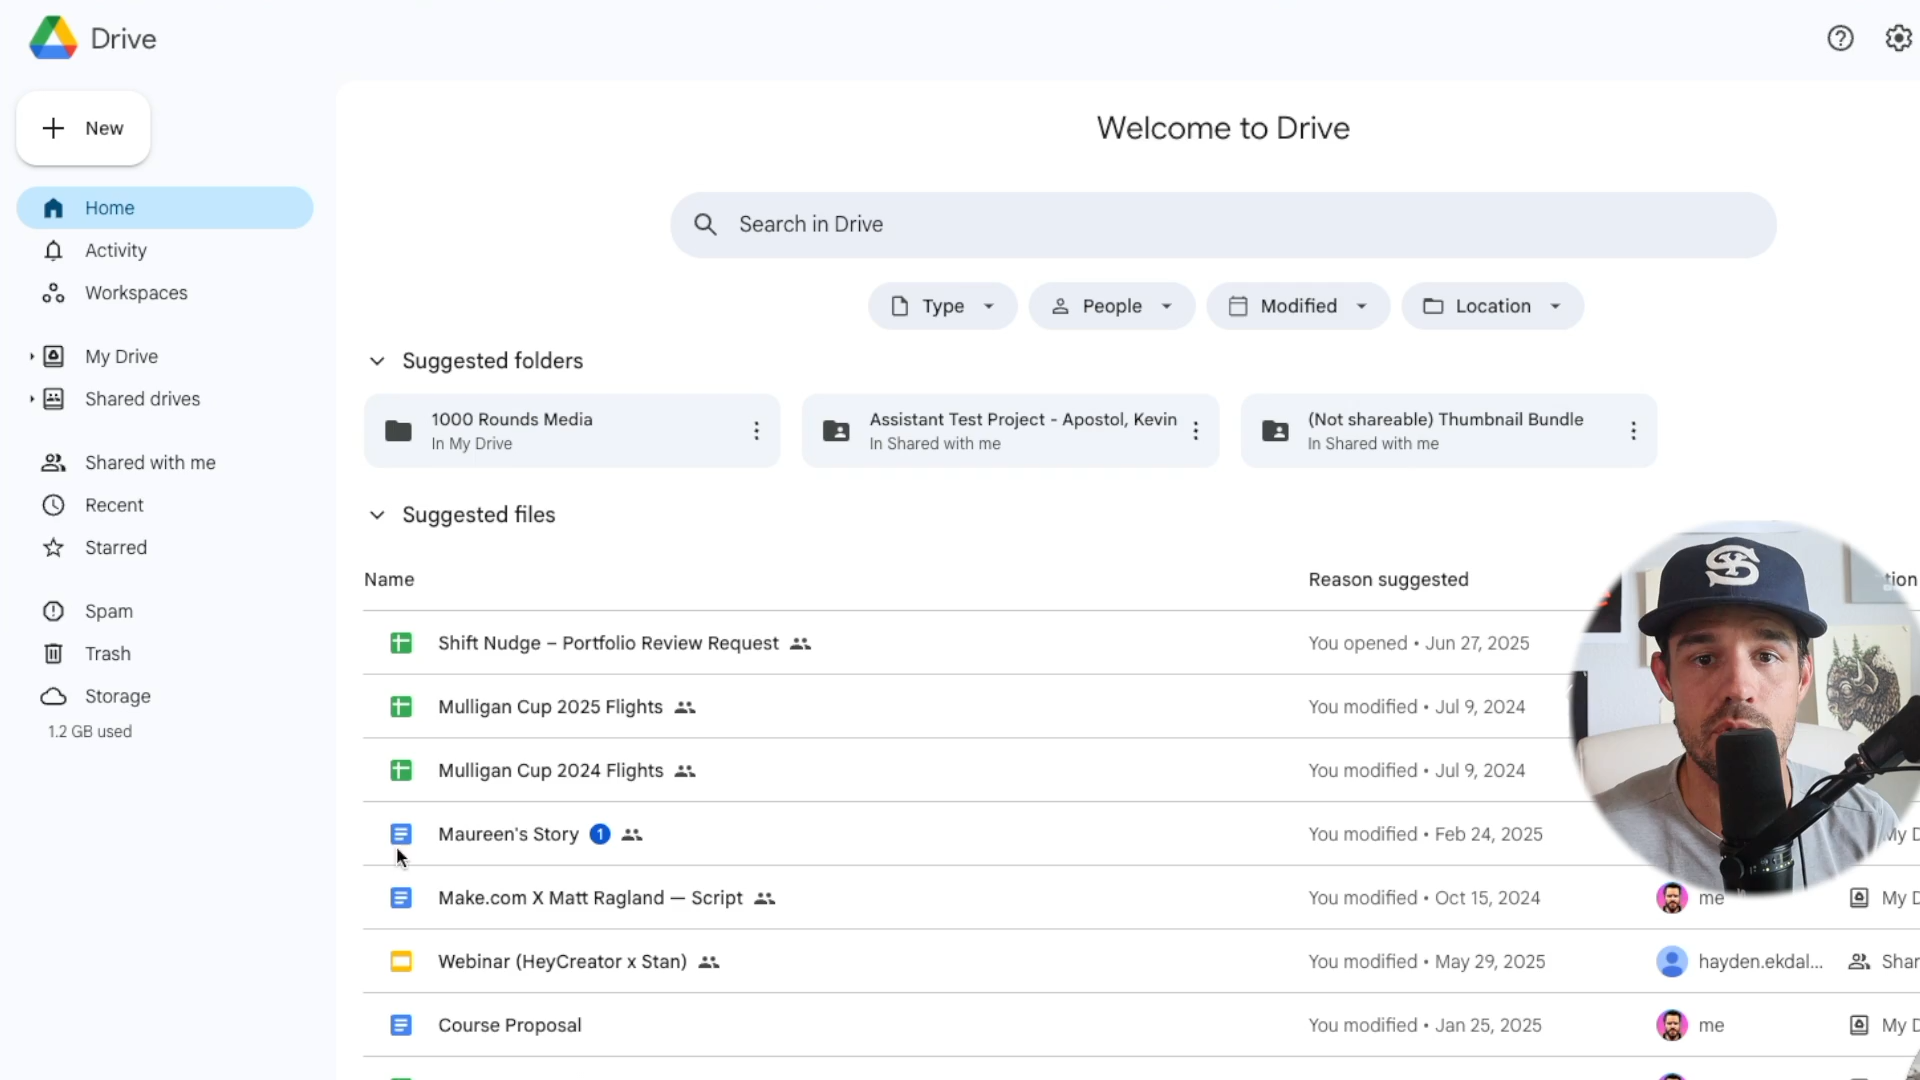 Drive
New
Home
Activity
Workspaces
My Drive
Shared drives
Shared with me
Recent
Starred
Spam
Trash
Storage
1.2 GB used
Welcome to Drive
Search in Drive
Type People Modified Location
Suggested folders
1000 Rounds Media
In My Drive
Assistant Test Project - Apostol, Kevin
In Shared with me
(Not shareable) Thumbnail Bundle
In Shared with me
Suggested files
Name Reason suggested tion
Shift Nudge – Portfolio Review Request You opened • Jun 27, 2025
Mulligan Cup 2025 Flights You modified • Jul 9, 2024
Mulligan Cup 2024 Flights You modified • Jul 9, 2024
Maureen's Story 1 You modified • Feb 24, 2025 My D
Make.com X Matt Ragland — Script You modified • Oct 15, 2024 me My D
Webinar (HeyCreator x Stan) You modified • May 29, 2025 hayden.ekdal... Shar
Course Proposal You modified • Jan 25, 2025 me My D